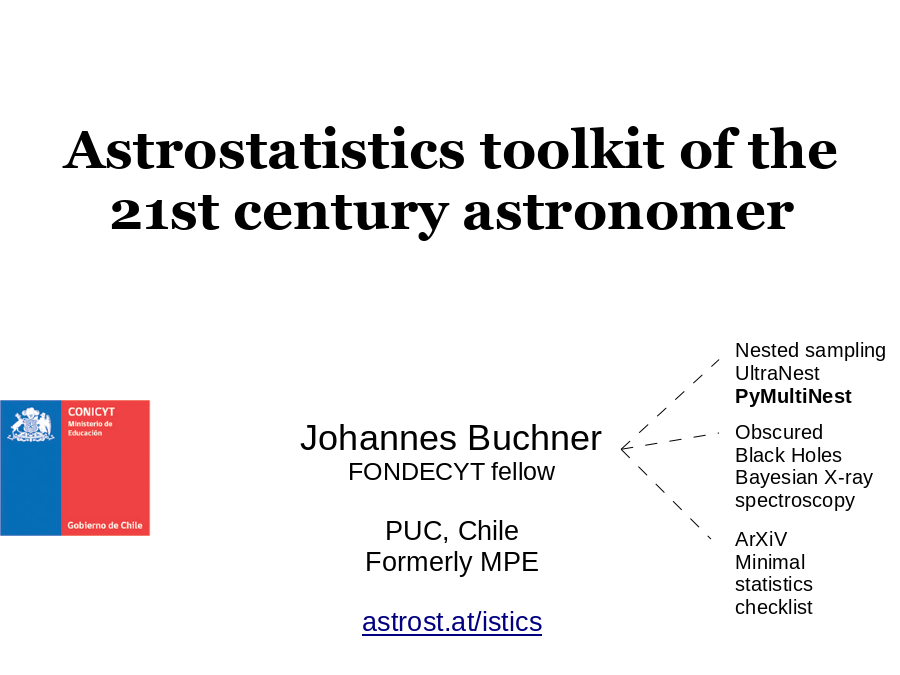 Astrostatistics toolkit of the
21st century astronomer
CONICYT
Ministerio de
Educación
Gobierno de Chile
Johannes Buchner
FONDECYT fellow
PUC, Chile
Formerly MPE
astrost.at/istics
Nested sampling
UltraNest
PyMultiNest
Obscured
Black Holes
Bayesian X-ray
spectroscopy
ArXiV
Minimal
statistics
checklist